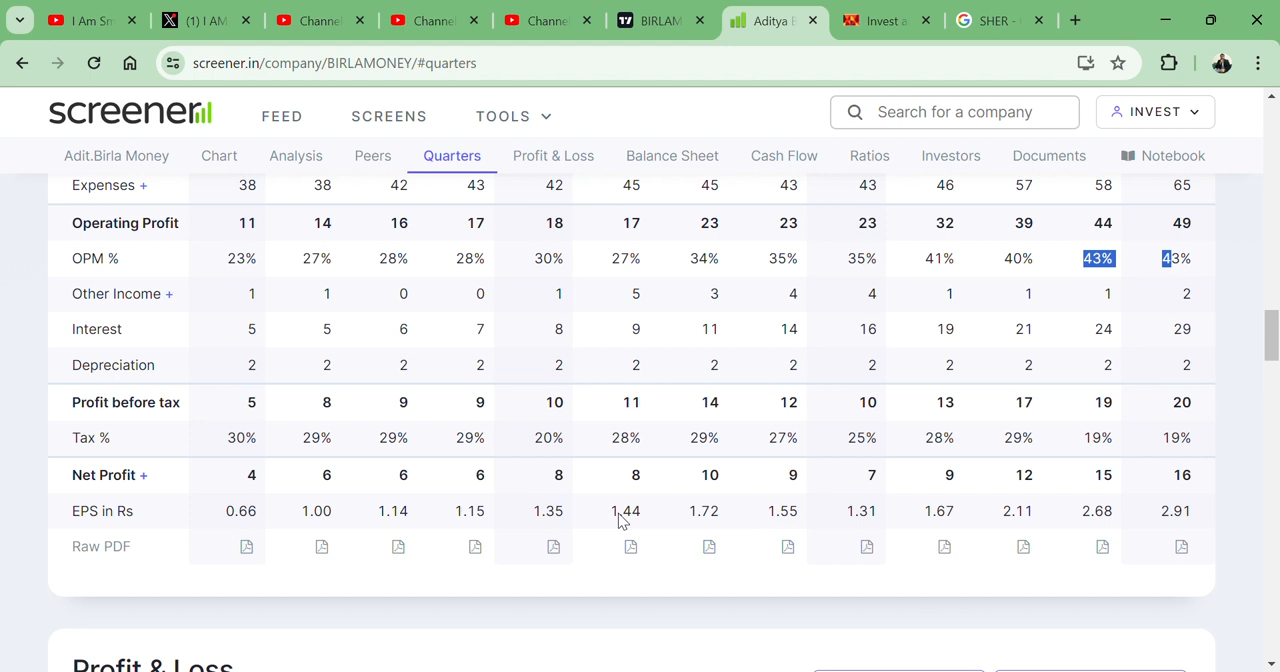 I Am Sm (1) I AM Channel Channel Channel BIRLAM Aditya B Invest a SHER -
screener.in/company/BIRLAMONEY/#quarters
screener FEED SCREENS TOOLS Search for a company INVEST
Adit.Birla Money Chart Analysis Peers Quarters Profit & Loss Balance Sheet Cash Flow Ratios Investors Documents Notebook
Expenses + 38 38 42 43 42 45 45 43 43 46 57 58 65
Operating Profit 11 14 16 17 18 17 23 23 23 32 39 44 49
OPM % 23% 27% 28% 28% 30% 27% 34% 35% 35% 41% 40% 43% 43%
Other Income + 1 1 0 0 1 5 3 4 4 1 1 1 2
Interest 5 5 6 7 8 9 11 14 16 19 21 24 29
Depreciation 2 2 2 2 2 2 2 2 2 2 2 2 2
Profit before tax 5 8 9 9 10 11 14 12 10 13 17 19 20
Tax % 30% 29% 29% 29% 20% 28% 29% 27% 25% 28% 29% 19% 19%
Net Profit + 4 6 6 6 8 8 10 9 7 9 12 15 16
EPS in Rs 0.66 1.00 1.14 1.15 1.35 1.44 1.72 1.55 1.31 1.67 2.11 2.68 2.91
Raw PDF
Profit & Loss